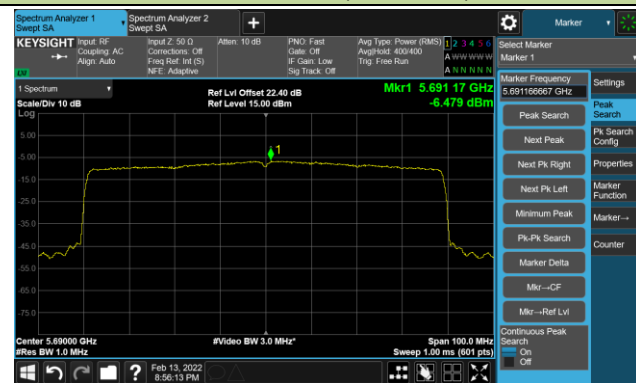 Spectrum Analyzer 1
Swept SA
Spectrum Analyzer 2
Swept SA
+
Marker
KEYSIGHT
Input: RF
Coupling: AC
Align: Auto
Input Z: 50 Ω
Corrections: Off
Freq Ref: Int (S)
NFE: Adaptive
Atten: 10 dB
PNO: Fast
Gate: Off
IF Gain: Low
Sig Track: Off
Avg Type: Power (RMS)
Avg|Hold: 400/400
Trig: Free Run
1 2 3 4 5 6
A W W W W W
A N N N N N
Select Marker
Marker 1
1 Spectrum
Scale/Div 10 dB
Log
Ref Lvl Offset 22.40 dB
Ref Level 15.00 dBm
Mkr1 5.691 17 GHz
-6.479 dBm
1
5.00
-5.00
-15.0
-25.0
-35.0
-45.0
-55.0
-65.0
-75.0
Center 5.69000 GHz
#Res BW 1.0 MHz
#Video BW 3.0 MHz*
Span 100.0 MHz
Sweep 1.00 ms (601 pts)
Marker Frequency
5.691166667 GHz
Peak Search
Next Peak
Next Pk Right
Next Pk Left
Minimum Peak
Pk-Pk Search
Marker Delta
Mkr→CF
Mkr→Ref Lvl
Continuous Peak
Search
On
Off
Settings
Peak
Search
Pk Search
Config
Properties
Marker
Function
Marker→
Counter
?
Feb 13, 2022
8:56:13 PM